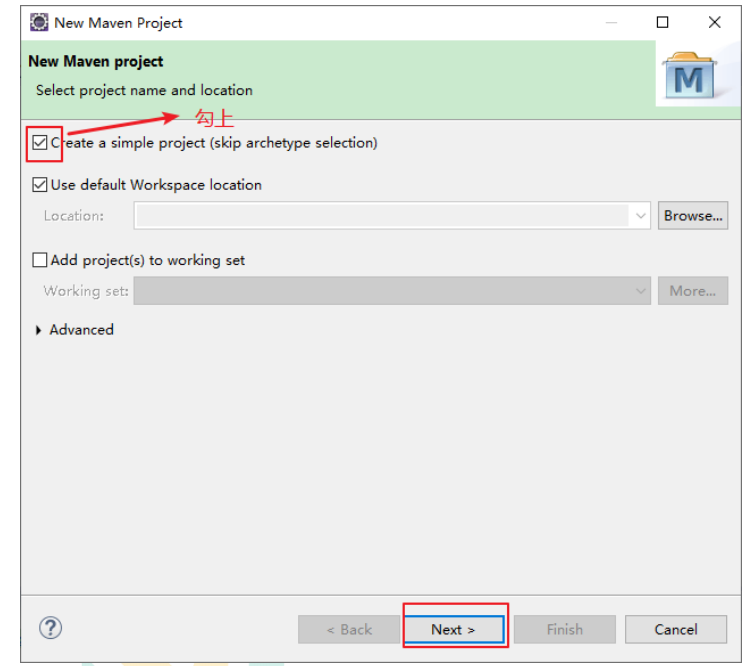 New Maven Project
New Maven project
Select project name and location
勾上
Create a simple project (skip archetype selection)
Use default Workspace location
Location:
Browse...
Add project(s) to working set
Working set:
More...
Advanced
< Back
Next >
Finish
Cancel